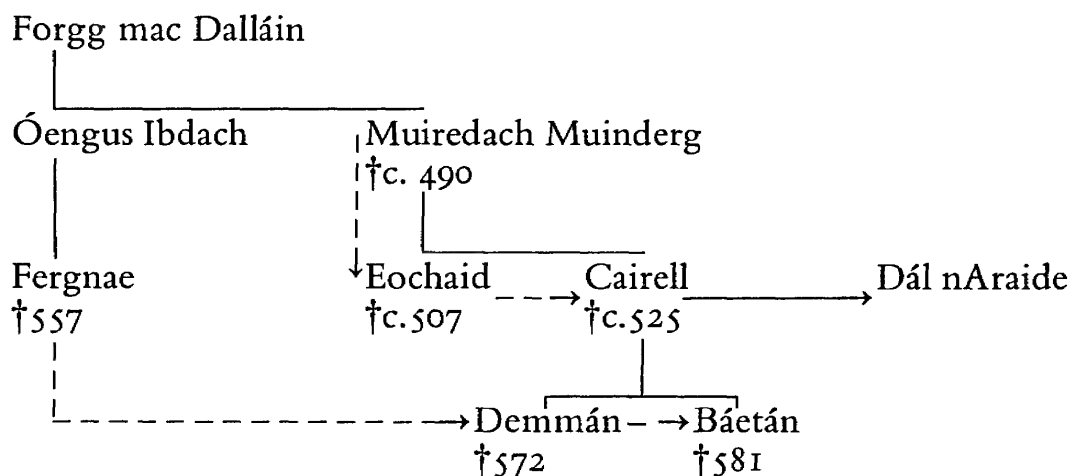 Forgg mac Dalláin
Óengus Ibdach Muiredach Muinderg
†c. 490
Fergnae Eochaid Cairell Dál nAraide
†557 †c.507 †c.525
Demmán Báetán
†572 †581